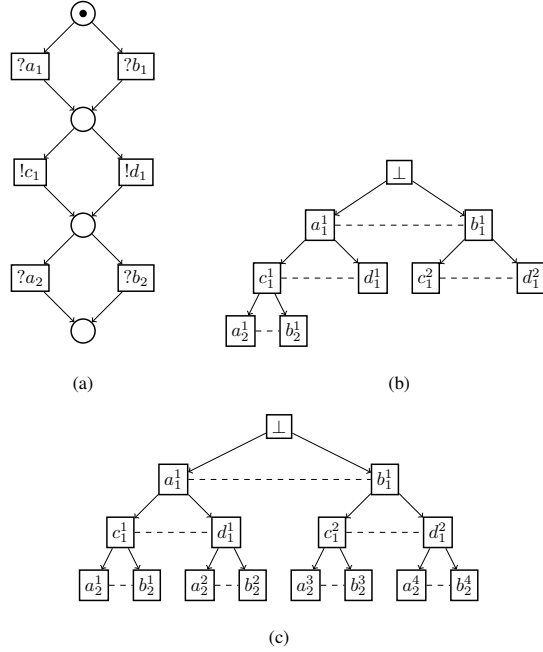 ?a₁ ?b₁
!c₁ !d₁
?a₂ ?b₂
(a)
⊥
a₁¹ b₁¹
c₁¹ d₁¹ c₁² d₁²
a₂¹ b₂¹
(b)
⊥
a₁¹ b₁¹
c₁¹ d₁¹ c₁² d₁²
a₂¹ b₂¹ a₂² b₂² a₂³ b₂³ a₂⁴ b₂⁴
(c)